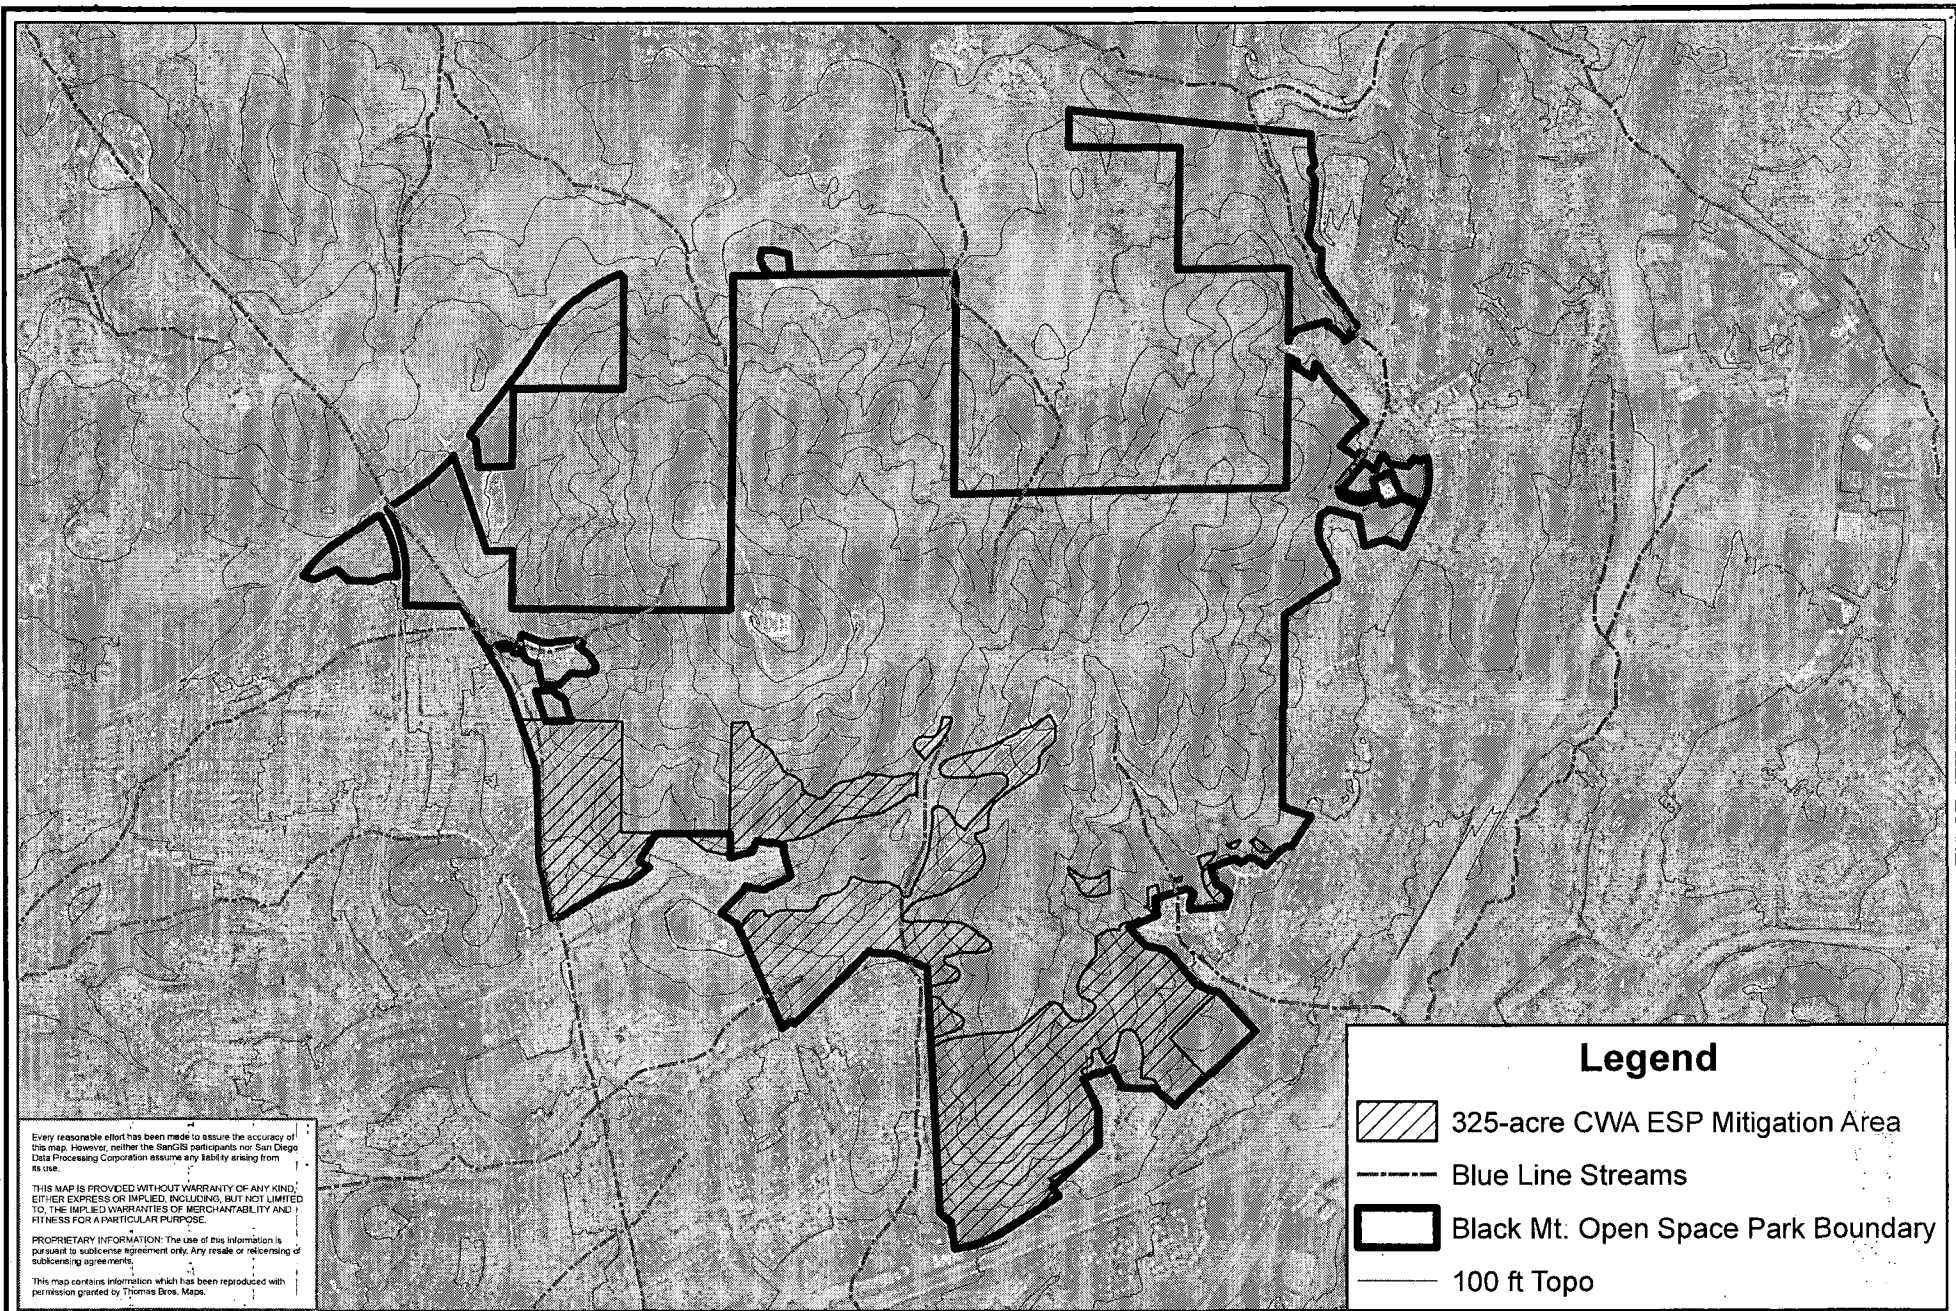 Legend
325-acre CWA ESP Mitigation Area
Blue Line Streams
Black Mt. Open Space Park Boundary
100 ft Topo
Every reasonable effort has been made to assure the accuracy of
this map. However, neither the SanGIS participants nor San Diego
Data Processing Corporation assume any liability arising from
its use.
THIS MAP IS PROVIDED WITHOUT WARRANTY OF ANY KIND,
EITHER EXPRESS OR IMPLIED, INCLUDING, BUT NOT LIMITED
TO, THE IMPLIED WARRANTIES OF MERCHANTABILITY AND
FITNESS FOR A PARTICULAR PURPOSE.
PROPRIETARY INFORMATION: The use of this information is
pursuant to sublicense agreement only. Any resale or relicensing of
sublicensing agreements.
This map contains information which has been reproduced with
permission granted by Thomas Bros. Maps.